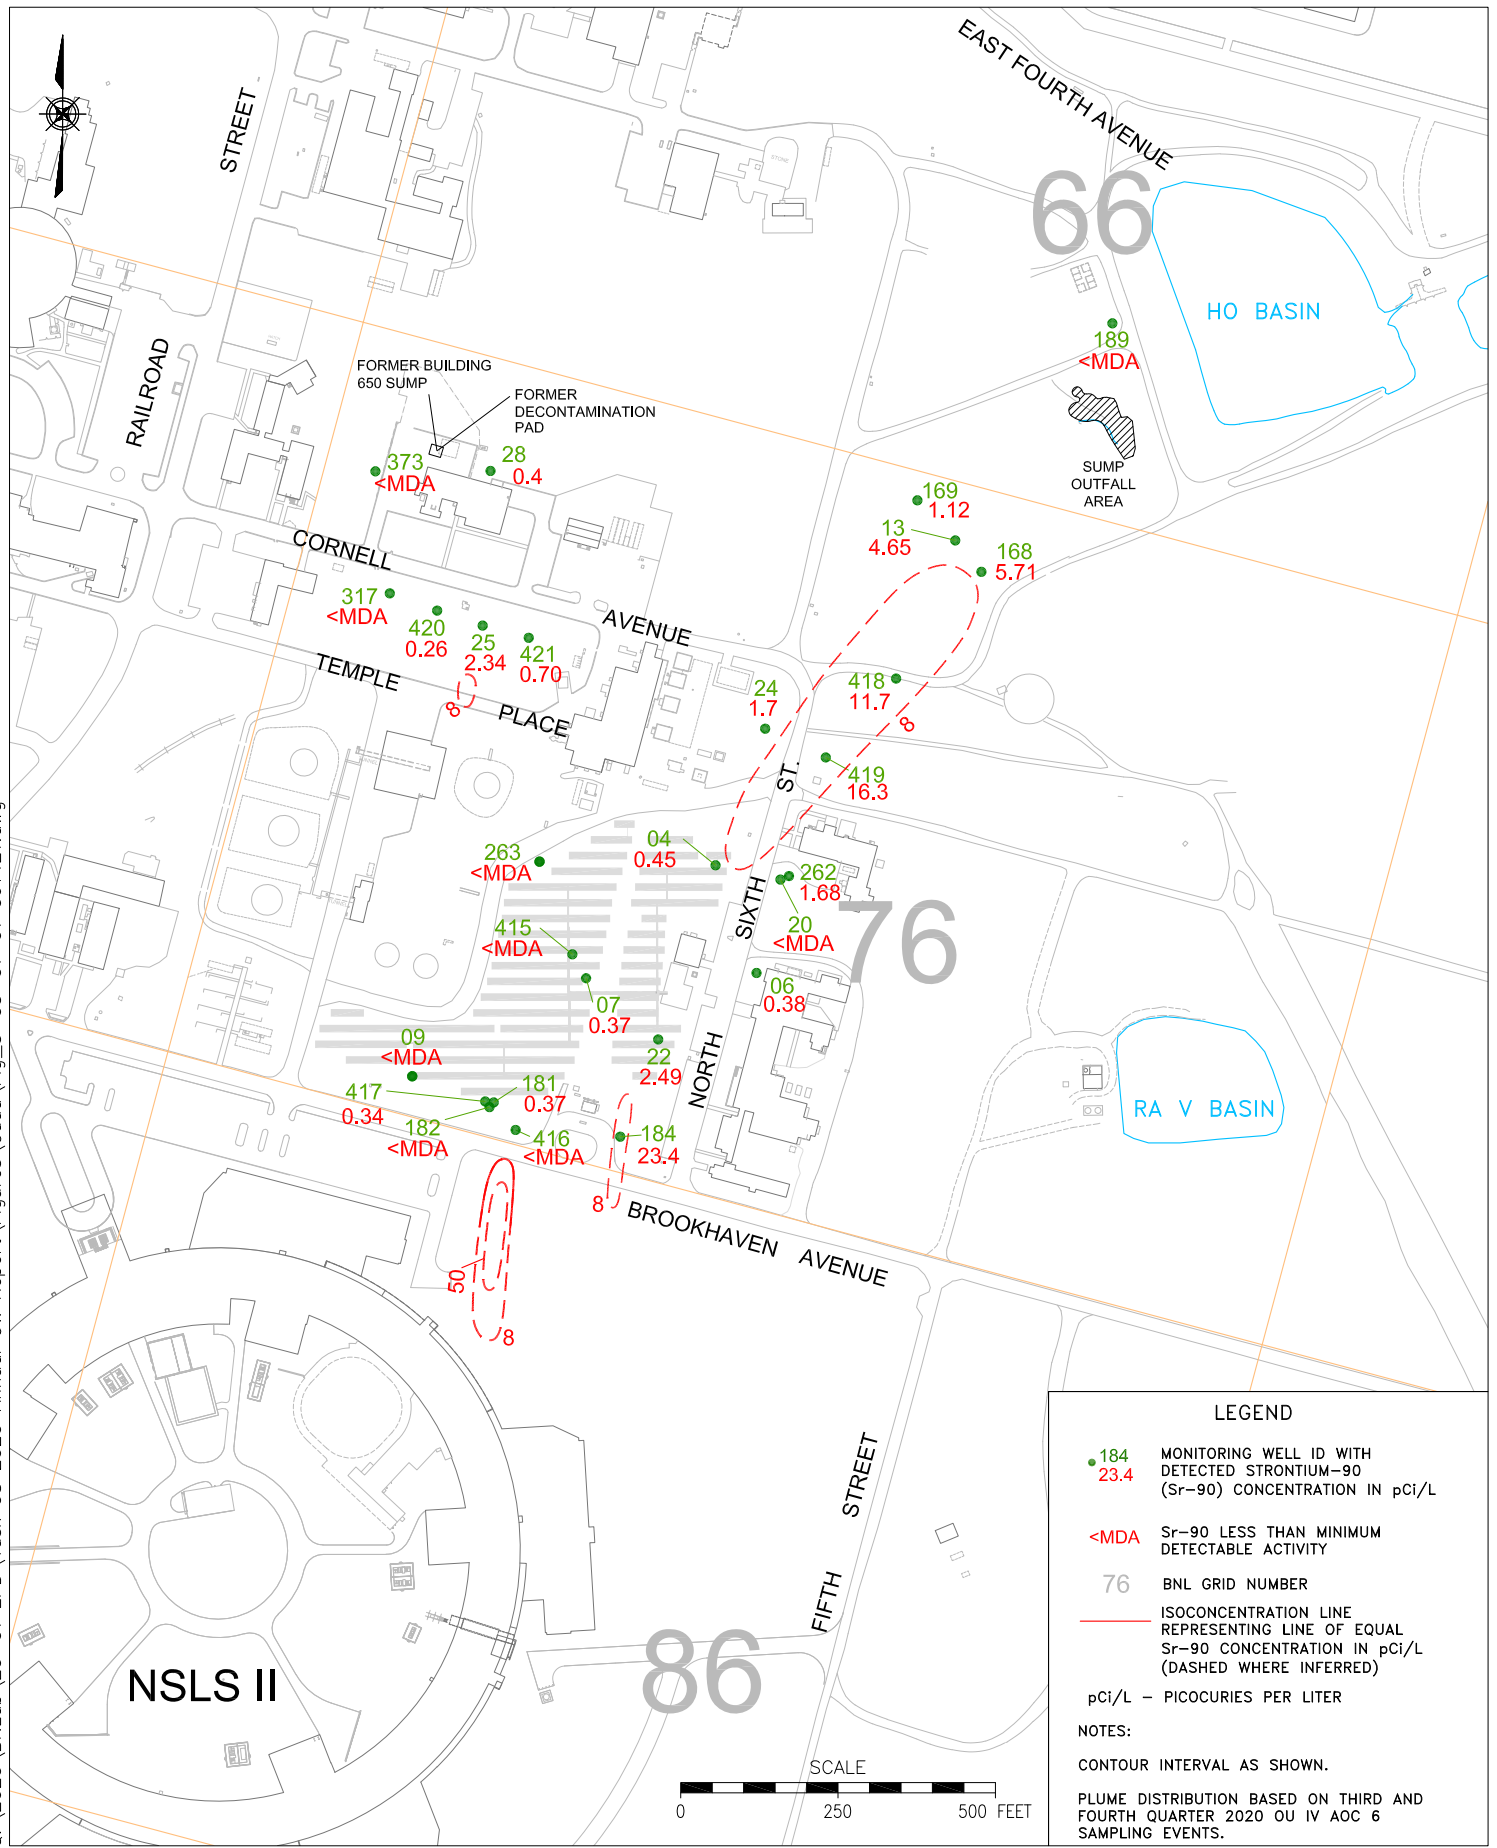 EAST FOURTH AVENUE
STREET
66
HO BASIN
189
<MDA
RAILROAD
FORMER BUILDING
650 SUMP
FORMER
DECONTAMINATION
PAD
373
<MDA
28
0.4
SUMP
OUTFALL
AREA
169
1.12
13
4.65
168
5.71
CORNELL
AVENUE
317
<MDA
420
0.26
25
2.34
421
0.70
TEMPLE
PLACE
8
24
1.7
418
11.7
8
ST.
419
16.3
263
<MDA
04
0.45
262
1.68
20
<MDA
SIXTH
76
415
<MDA
06
0.38
07
0.37
09
<MDA
22
2.49
NORTH
417
0.34
181
0.37
182
<MDA
416
<MDA
184
23.4
RA V BASIN
8
BROOKHAVEN AVENUE
50
8
STREET
FIFTH
86
NSLS II
SCALE
0 250 500 FEET
LEGEND
184
23.4
MONITORING WELL ID WITH
DETECTED STRONTIUM-90
(Sr-90) CONCENTRATION IN pCi/L
<MDA
Sr-90 LESS THAN MINIMUM
DETECTABLE ACTIVITY
76
BNL GRID NUMBER
ISOCONCENTRATION LINE
REPRESENTING LINE OF EQUAL
Sr-90 CONCENTRATION IN pCi/L
(DASHED WHERE INFERRED)
pCi/L - PICOCURIES PER LITER
NOTES:
CONTOUR INTERVAL AS SHOWN.
PLUME DISTRIBUTION BASED ON THIRD AND
FOURTH QUARTER 2020 OU IV AOC 6
SAMPLING EVENTS.